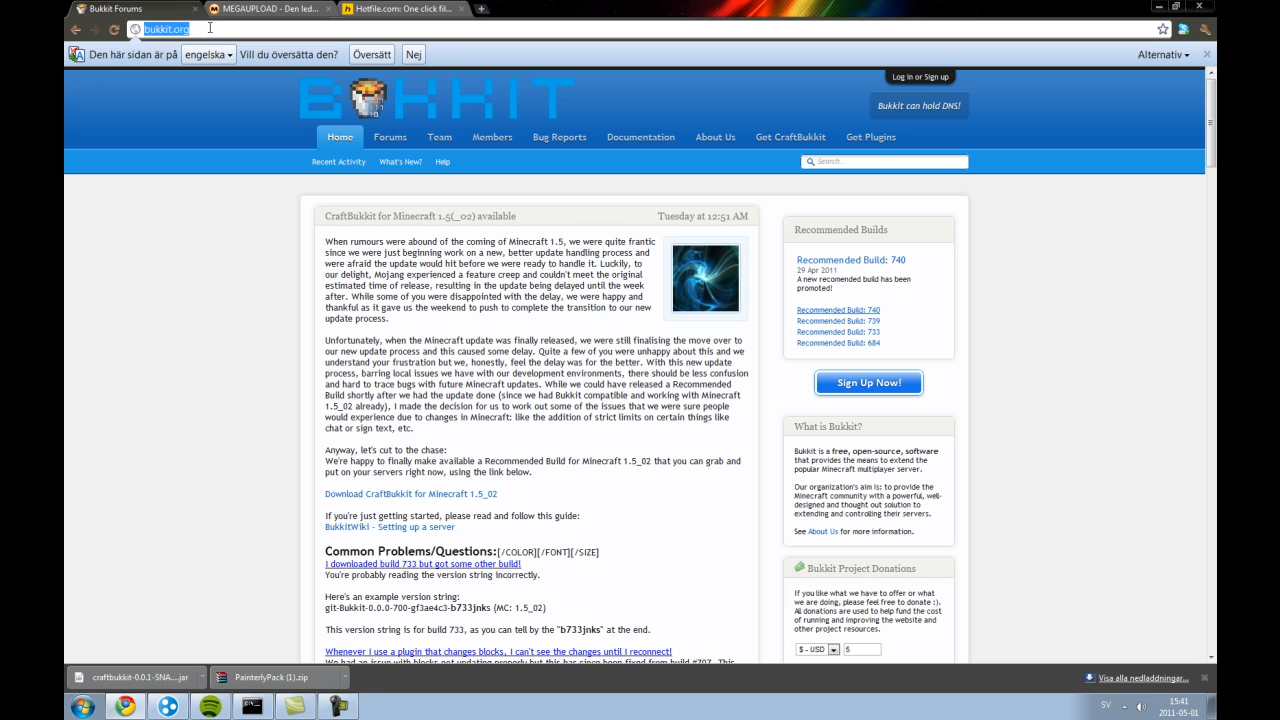 Bukkit Forums
MEGAUPLOAD - Den led...
Hotfile.com: One click fil...
bukkit.org
Den här sidan är på engelska Vill du översätta den? Översätt Nej Alternativ
BUKKIT
Log in or Sign up
Bukkit can hold DNS!
Home Forums Team Members Bug Reports Documentation About Us Get CraftBukkit Get Plugins
Recent Activity What's New? Help Search...
CraftBukkit for Minecraft 1.5(_02) available Tuesday at 12:51 AM
When rumours were abound of the coming of Minecraft 1.5, we were quite frantic
since we were just beginning work on a new, better update handling process and
were afraid the update would hit before we were ready to handle it. Luckily, to
our delight, Mojang experienced a feature creep and couldn't meet the original
estimated time of release, resulting in the update being delayed until the week
after. While some of you were disappointed with the delay, we were happy and
thankful as it gave us the weekend to push to complete the transition to our new
update process.
Unfortunately, when the Minecraft update was finally released, we were still finalising the move over to
our new update process and this caused some delay. Quite a few of you were unhappy about this and we
understand your frustration but we, honestly, feel the delay was for the better. With this new update
process, barring local issues we have with our development environments, there should be less confusion
and hard to trace bugs with future Minecraft updates. While we could have released a Recommended
Build shortly after we had the update done (since we had Bukkit compatible and working with Minecraft
1.5_02 already), I made the decision for us to work out some of the issues that we were sure people
would experience due to changes in Minecraft: like the addition of strict limits on certain things like
chat or sign text, etc.
Anyway, let's cut to the chase:
We're happy to finally make available a Recommended Build for Minecraft 1.5_02 that you can grab and
put on your servers right now, using the link below.
Download CraftBukkit for Minecraft 1.5_02
If you're just getting started, please read and follow this guide:
BukkitWiki - Setting up a server
Common Problems/Questions:[/COLOR][/FONT][/SIZE]
I downloaded build 733 but got some other build!
You're probably reading the version string incorrectly.
Here's an example version string:
git-Bukkit-0.0.0-700-gf3ae4c3-b733jnks (MC: 1.5_02)
This version string is for build 733, as you can tell by the "b733jnks" at the end.
Whenever I use a plugin that changes blocks, I can't see the changes until I reconnect!
We had an issue with blocks not updating properly but this has since been fixed from build #707. This
Recommended Builds
Recommended Build: 740
29 Apr 2011
A new recomended build has been
promoted!
Recommended Build: 740
Recommended Build: 739
Recommended Build: 733
Recommended Build: 684
Sign Up Now!
What is Bukkit?
Bukkit is a free, open-source, software
that provides the means to extend the
popular Minecraft multiplayer server.
Our organization's aim is: to provide the
Minecraft community with a powerful, well-
designed and thought out solution to
extending and controlling their servers.
See About Us for more information.
Bukkit Project Donations
If you like what we have to offer or what
we are doing, please feel free to donate :).
All donations are used to help fund the cost
of running and improving the website and
other project resources.
$ - USD 5
craftbukkit-0.0.1-SNA....jar
PainterlyPack (1).zip
Visa alla nedladdningar...
SV
15:41
2011-05-01